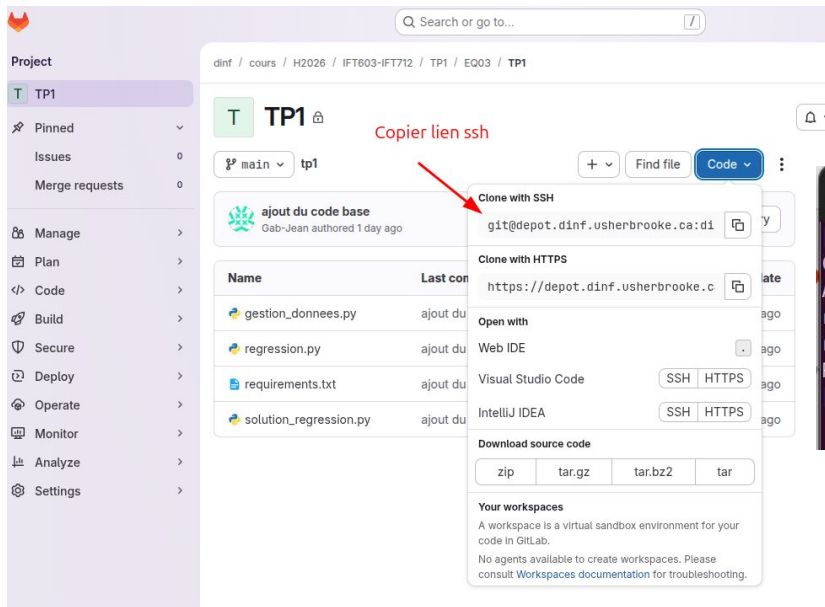 Search or go to... /
Project
dinf / cours / H2026 / IFT603-IFT712 / TP1 / EQ03 / TP1
T TP1
T TP1
Pinned
Copier lien ssh
Issues 0
main tp1
+ Find file Code
Merge requests 0
Clone with SSH
ajout du code base
git@depot.dinf.usherbrooke.ca:di
Gab-Jean authored 1 day ago
Manage
Clone with HTTPS
Plan
Name Last com
https://depot.dinf.usherbrooke.c
Code
gestion_donnees.py ajout du ago
Open with
Build
Web IDE .
regression.py ajout du ago
Secure
Visual Studio Code SSH HTTPS
Deploy
requirements.txt ajout du ago
Operate
IntelliJ IDEA SSH HTTPS
solution_regression.py ajout du ago
Monitor
Download source code
Analyze
zip tar.gz tar.bz2 tar
Settings
Your workspaces
A workspace is a virtual sandbox environment for your
code in GitLab.
No agents available to create workspaces. Please
consult Workspaces documentation for troubleshooting.